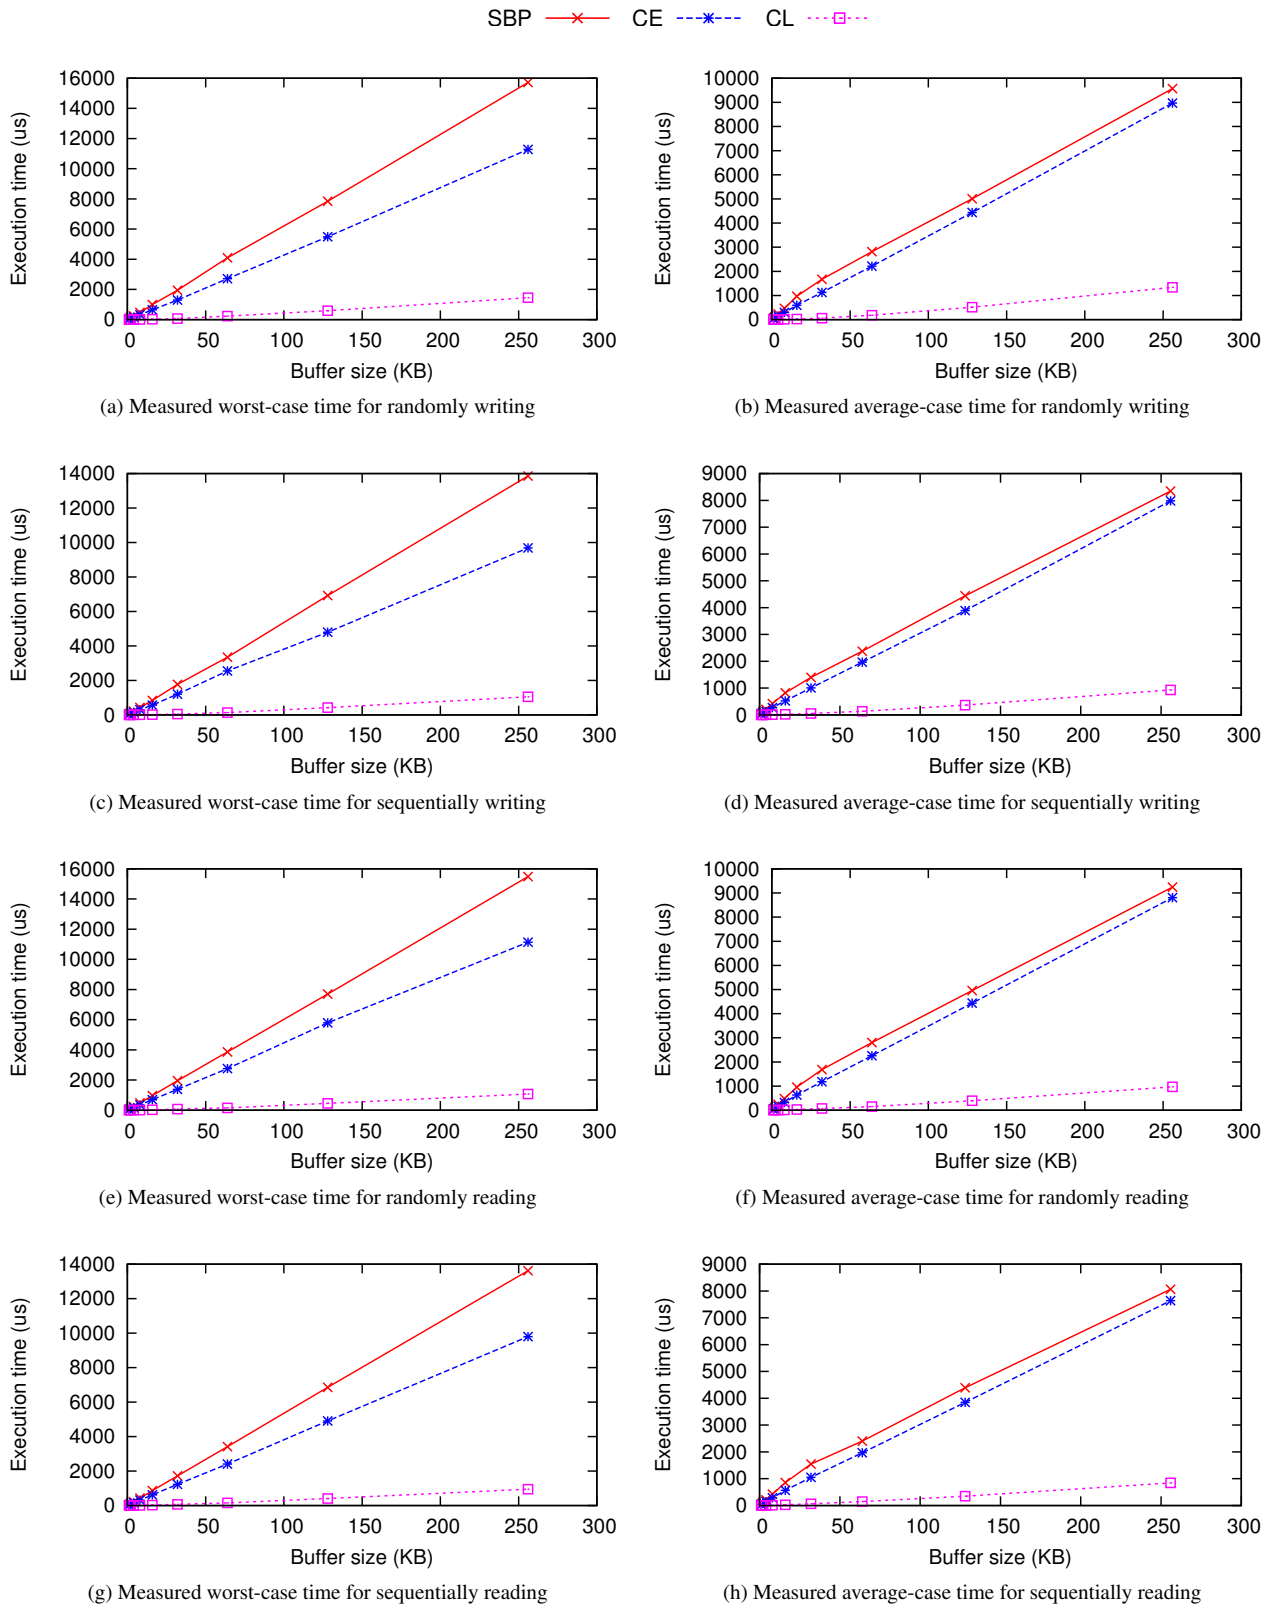 SBP CE CL
16000
14000
12000
10000
8000
6000
4000
2000
0
0 50 100 150 200 250 300
Execution time (us)
Buffer size (KB)
(a) Measured worst-case time for randomly writing
10000
9000
8000
7000
6000
5000
4000
3000
2000
1000
0
0 50 100 150 200 250 300
Execution time (us)
Buffer size (KB)
(b) Measured average-case time for randomly writing
14000
12000
10000
8000
6000
4000
2000
0
0 50 100 150 200 250 300
Execution time (us)
Buffer size (KB)
(c) Measured worst-case time for sequentially writing
9000
8000
7000
6000
5000
4000
3000
2000
1000
0
0 50 100 150 200 250 300
Execution time (us)
Buffer size (KB)
(d) Measured average-case time for sequentially writing
16000
14000
12000
10000
8000
6000
4000
2000
0
0 50 100 150 200 250 300
Execution time (us)
Buffer size (KB)
(e) Measured worst-case time for randomly reading
10000
9000
8000
7000
6000
5000
4000
3000
2000
1000
0
0 50 100 150 200 250 300
Execution time (us)
Buffer size (KB)
(f) Measured average-case time for randomly reading
14000
12000
10000
8000
6000
4000
2000
0
0 50 100 150 200 250 300
Execution time (us)
Buffer size (KB)
(g) Measured worst-case time for sequentially reading
9000
8000
7000
6000
5000
4000
3000
2000
1000
0
0 50 100 150 200 250 300
Execution time (us)
Buffer size (KB)
(h) Measured average-case time for sequentially reading